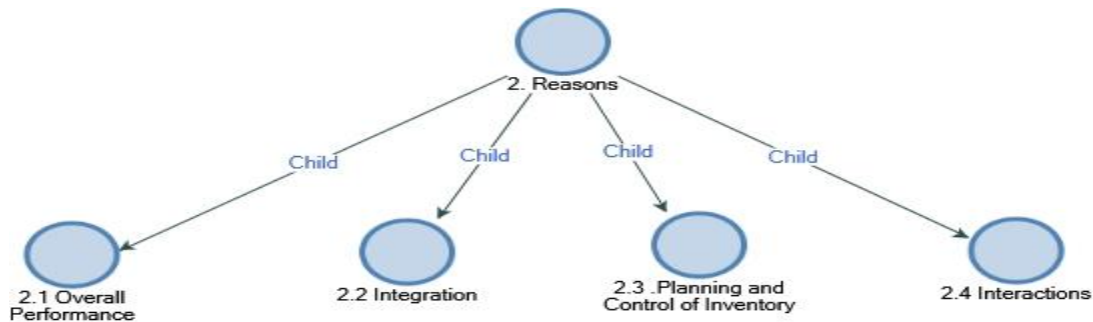 2. Reasons
Child
Child
Child
Child
2.1 Overall
Performance
2.2 Integration
2.3 .Planning and
Control of Inventory
2.4 Interactions